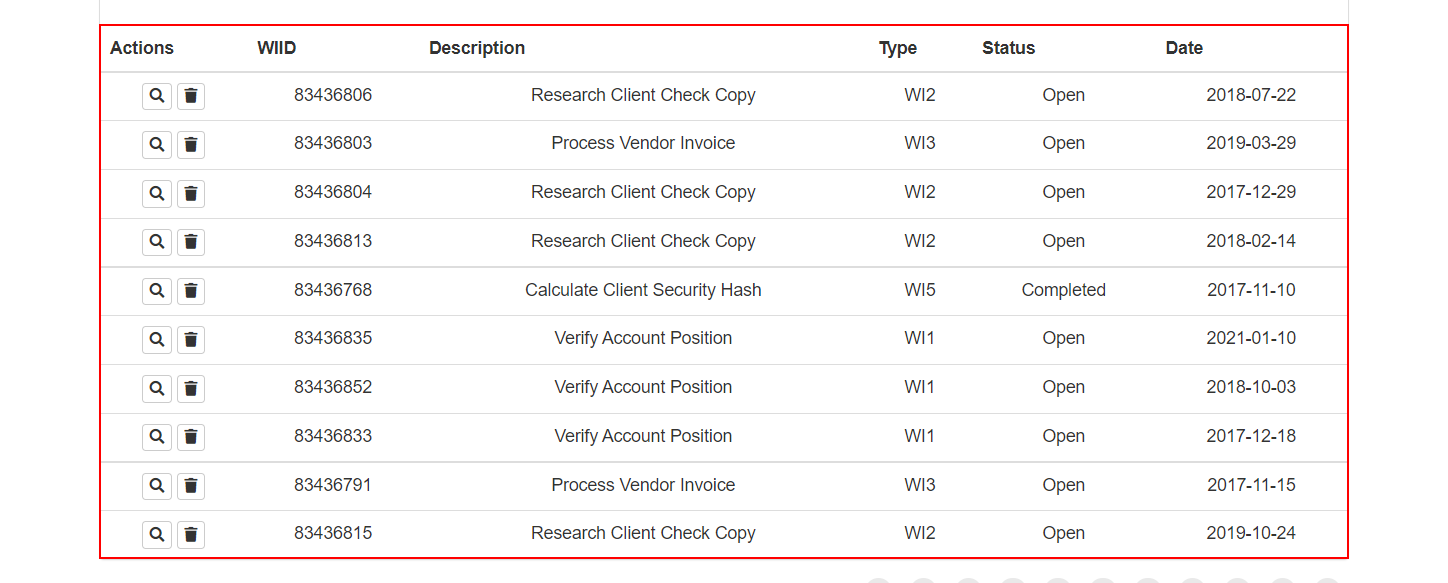 Actions WIID Description Type Status Date
83436806 Research Client Check Copy WI2 Open 2018-07-22
83436803 Process Vendor Invoice WI3 Open 2019-03-29
83436804 Research Client Check Copy WI2 Open 2017-12-29
83436813 Research Client Check Copy WI2 Open 2018-02-14
83436768 Calculate Client Security Hash WI5 Completed 2017-11-10
83436835 Verify Account Position WI1 Open 2021-01-10
83436852 Verify Account Position WI1 Open 2018-10-03
83436833 Verify Account Position WI1 Open 2017-12-18
83436791 Process Vendor Invoice WI3 Open 2017-11-15
83436815 Research Client Check Copy WI2 Open 2019-10-24